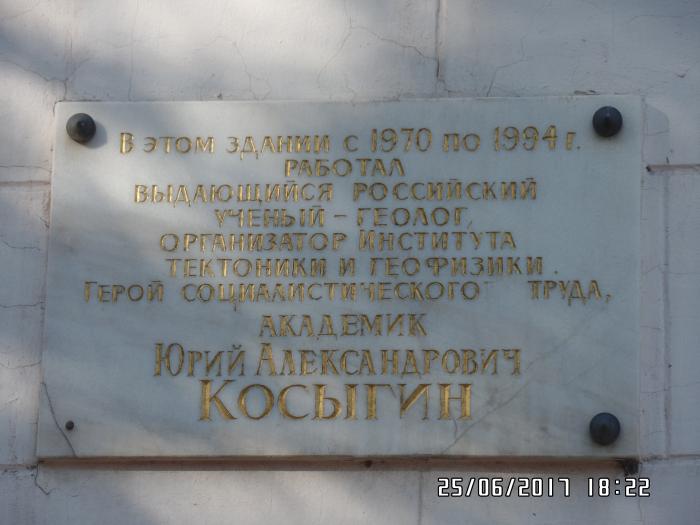 В этом здании с 1970 по 1994 г.
работал
выдающийся российский
ученый - геолог,
организатор Института
тектоники и геофизики.
Герой Социалистического Труда,
академик
Юрий Александрович
Косыгин
25/06/2017 18:22